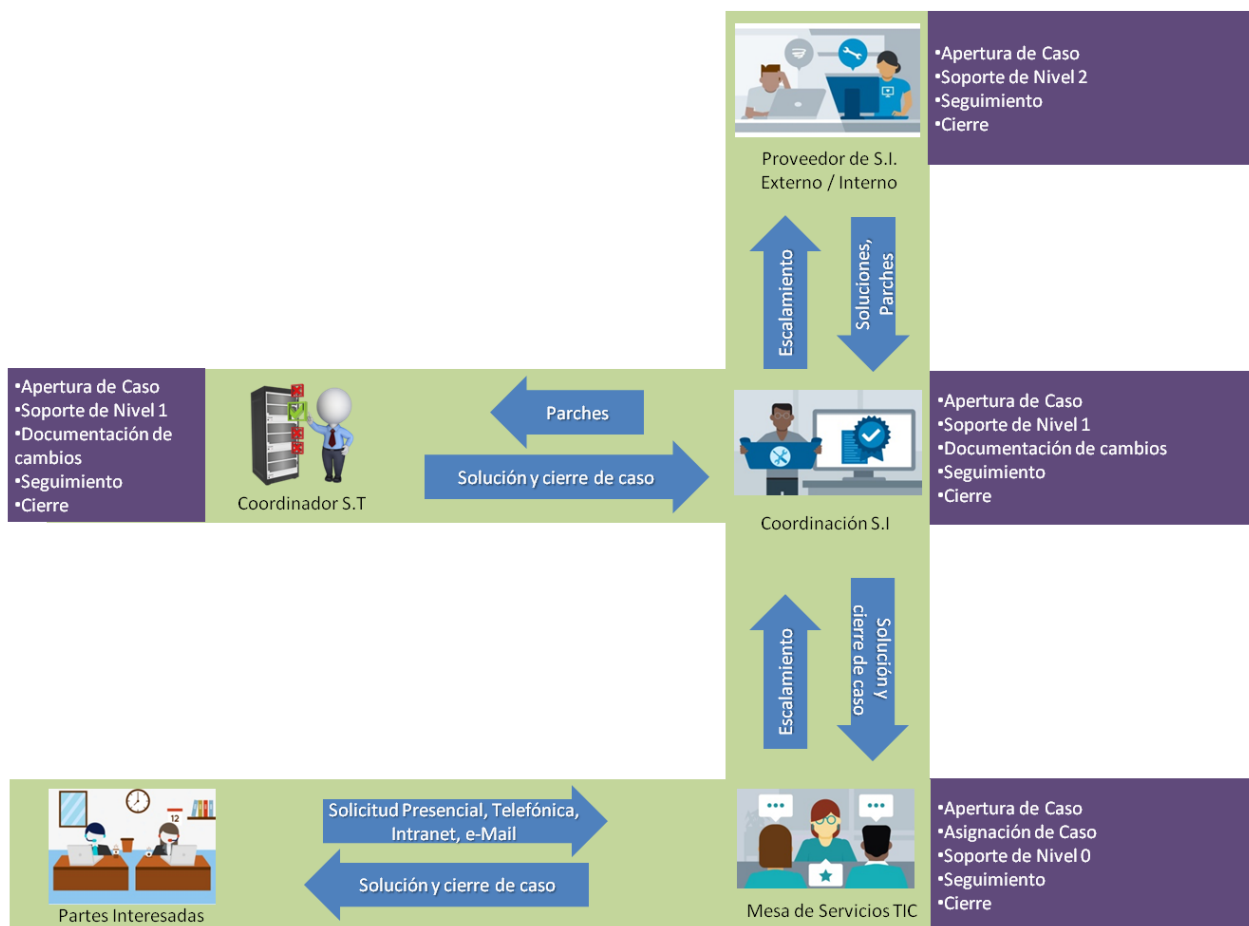 •Apertura de Caso
•Soporte de Nivel 2
•Seguimiento
•Cierre
Proveedor de S.I.
Externo / Interno
Escalamiento
Soluciones,
Parches
•Apertura de Caso
•Soporte de Nivel 1
•Documentación de
cambios
•Seguimiento
•Cierre
Coordinador S.T
Parches
Solución y cierre de caso
Coordinación S.I
•Apertura de Caso
•Soporte de Nivel 1
•Documentación de cambios
•Seguimiento
•Cierre
Escalamiento
Solución y
cierre de caso
12
Partes Interesadas
Solicitud Presencial, Telefónica,
Intranet, e-Mail
Solución y cierre de caso
Mesa de Servicios TIC
•Apertura de Caso
•Asignación de Caso
•Soporte de Nivel 0
•Seguimiento
•Cierre